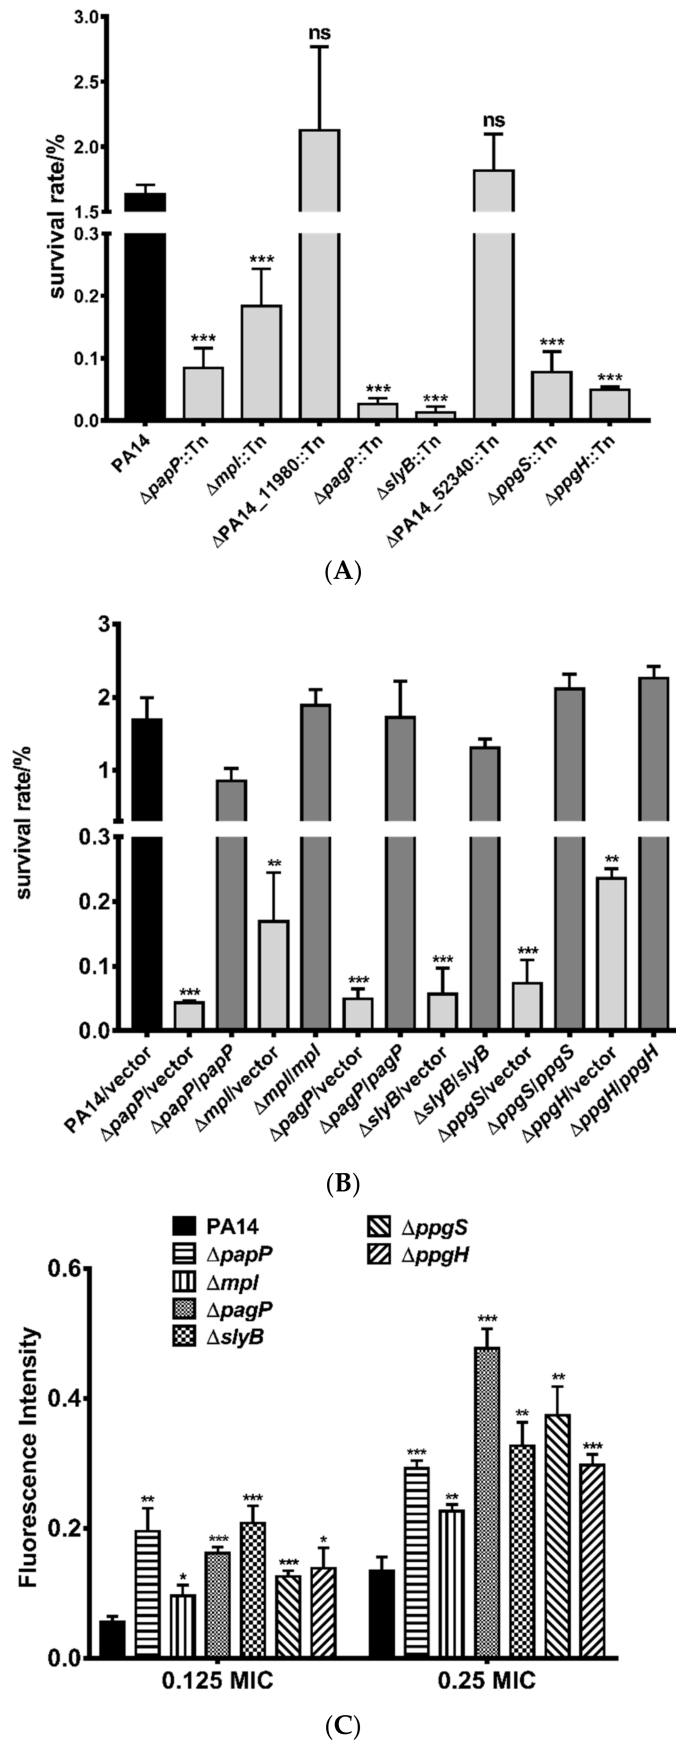 3.0
2.5
2.0
1.5
0.3
0.2
0.1
0.0
survival rate/%
ns
ns
***
***
***
***
***
***
PA14
ΔpapP::Tn
Δmpl::Tn
ΔPA14_11980::Tn
ΔpagP::Tn
ΔslyB::Tn
ΔPA14_52340::Tn
ΔppgS::Tn
ΔppgH::Tn
(A)
3
2
1
0.3
0.2
0.1
0.0
survival rate/%
***
**
***
***
***
**
PA14/vector
ΔpapP/vector
ΔpapP/papP
Δmpl/vector
Δmpl/mpl
ΔpagP/vector
ΔpagP/pagP
ΔslyB/vector
ΔslyB/slyB
ΔppgS/vector
ΔppgS/ppgS
ΔppgH/vector
ΔppgH/ppgH
(B)
PA14
ΔpapP
Δmpl
ΔpagP
ΔslyB
ΔppgS
ΔppgH
0.6
0.4
0.2
0.0
Fluorescence Intensity
**
*
***
***
***
*
***
**
***
**
**
***
0.125 MIC
0.25 MIC
(C)